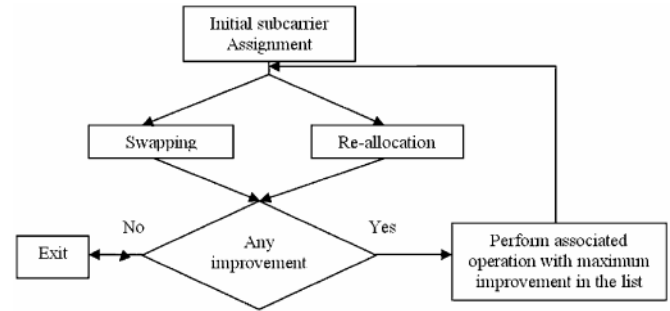 Initial subcarrier
Assignment
Swapping
Re-allocation
No
Yes
Exit
Any
improvement
Perform associated
operation with maximum
improvement in the list